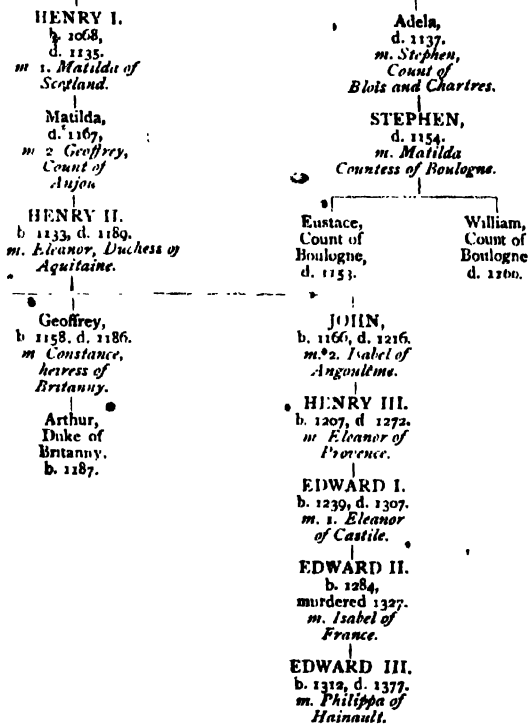 HENRY I.
b. 1068,
d. 1135.
m 1. Matilda of
Scotland.
Matilda,
d. 1167,
m 2 Geoffrey,
Count of
Anjou
HENRY II.
b 1133, d. 1189.
m. Eleanor, Duchess of
Aquitaine.
Geoffrey,
b 1158. d. 1186.
m Constance,
heiress of
Britanny.
Arthur,
Duke of
Britanny.
b. 1187.
Adela,
d. 1137.
m. Stephen,
Count of
Blois and Chartres.
STEPHEN,
d. 1154.
m. Matilda
Countess of Boulogne.
Eustace,
Count of
Boulogne,
d. 1153.
William,
Count of
Boulogne
d. 1160.
JOHN,
b. 1166, d. 1216.
m. 2. Isabel of
Angoulême.
HENRY III.
b. 1207, d 1272.
m Eleanor of
Provence.
EDWARD I.
b. 1239, d. 1307.
m. 1. Eleanor
of Castile.
EDWARD II.
b. 1284,
murdered 1327.
m. Isabel of
France.
EDWARD III.
b. 1312, d. 1377.
m. Philippa of
Hainault.